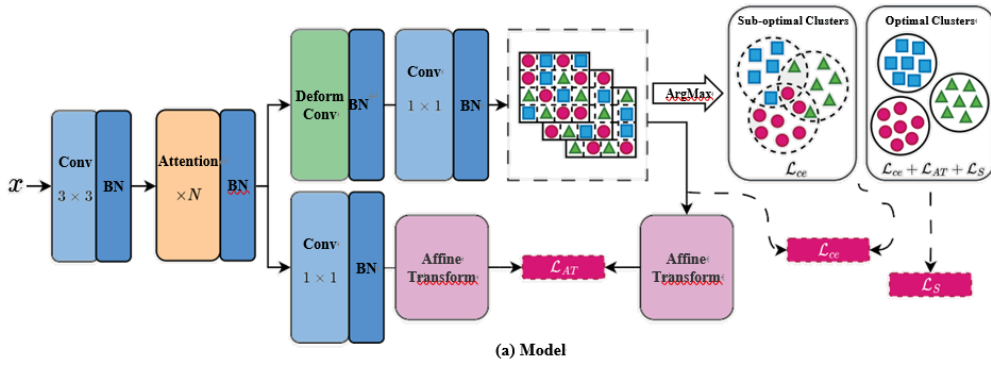 x
Conv
3 × 3
BN
Attention
×N
BN
Deform
Conv
BN
Conv
1 × 1
BN
ArgMax
Sub-optimal Clusters
ℒce
Optimal Clusters
ℒce + ℒAT + ℒS
Conv
1 × 1
BN
Affine
Transform
ℒAT
Affine
Transform
ℒce
ℒS
(a) Model